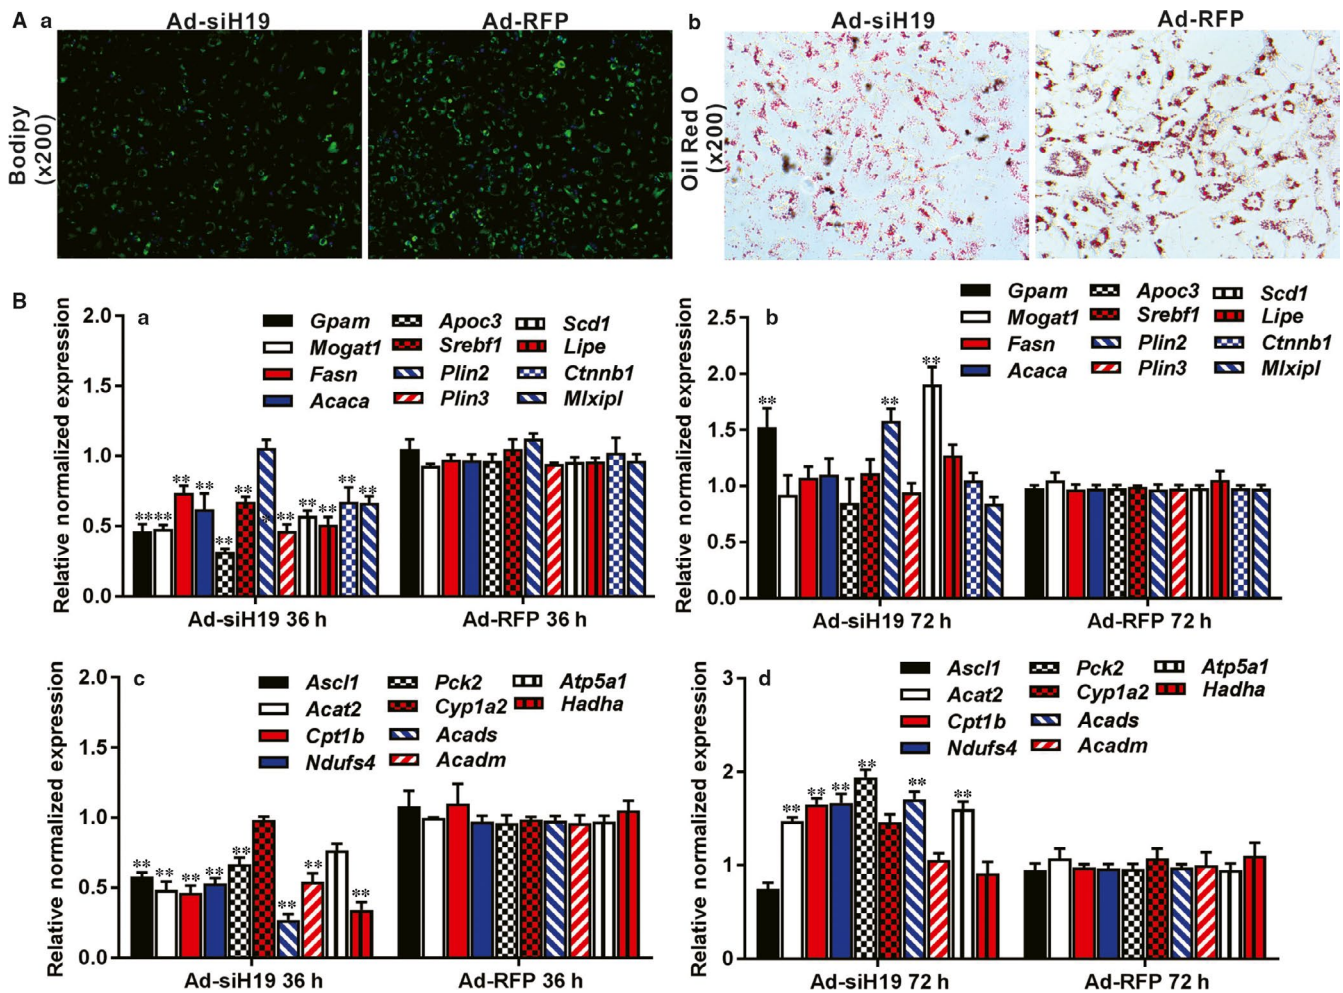 A a Ad-siH19 Ad-RFP b Ad-siH19 Ad-RFP
Bodipy
(x200)
Oil Red O
(x200)
B
a
Relative normalized expression
2.0
1.5
1.0
0.5
0.0
Gpam Apoc3 Scd1
Mogat1 Srebf1 Lipe
Fasn Plin2 Ctnnb1
Acaca Plin3 Mlxipl
** ** ** ** ** ** ** ** ** ** ** **
Ad-siH19 36 h Ad-RFP 36 h
b
Relative normalized expression
2.5
2.0
1.5
1.0
0.5
0.0
Gpam Apoc3 Scd1
Mogat1 Srebf1 Lipe
Fasn Plin2 Ctnnb1
Acaca Plin3 Mlxipl
** ** **
Ad-siH19 72 h Ad-RFP 72 h
c
Relative normalized expression
2.0
1.5
1.0
0.5
0.0
Ascl1 Pck2 Atp5a1
Acat2 Cyp1a2 Hadha
Cpt1b Acads
Ndufs4 Acadm
** ** ** ** ** ** ** **
Ad-siH19 36 h Ad-RFP 36 h
d
Relative normalized expression
3
2
1
0
Ascl1 Pck2 Atp5a1
Acat2 Cyp1a2 Hadha
Cpt1b Acads
Ndufs4 Acadm
** ** ** ** ** **
Ad-siH19 72 h Ad-RFP 72 h